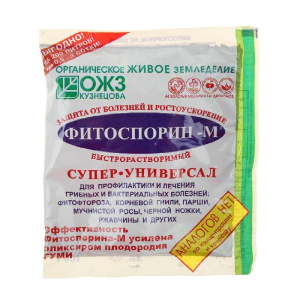 ВЫГОДНО!
ОРГАНИЧЕСКОЕ ЖИВОЕ ЗЕМЛЕДЕЛИЕ
ОЖЗ
КУЗНЕЦОВА
ЗАЩИТА ОТ БОЛЕЗНЕЙ И РОСТОУСКОРЕНИЕ
ФИТОСПОРИН-М
БЫСТРОРАСТВОРИМЫЙ
СУПЕР-УНИВЕРСАЛ
ДЛЯ ПРОФИЛАКТИКИ И ЛЕЧЕНИЯ
ГРИБНЫХ И БАКТЕРИАЛЬНЫХ БОЛЕЗНЕЙ:
ФИТОФТОРОЗА, КОРНЕВОЙ ГНИЛИ, ПАРШИ,
МУЧНИСТОЙ РОСЫ, ЧЕРНОЙ НОЖКИ,
РЖАВЧИНЫ И ДРУГИХ
Эффективность
Фитоспорина-М усилена
эликсиром плодородия
ГУМИ
АНАЛОГОВ НЕТ